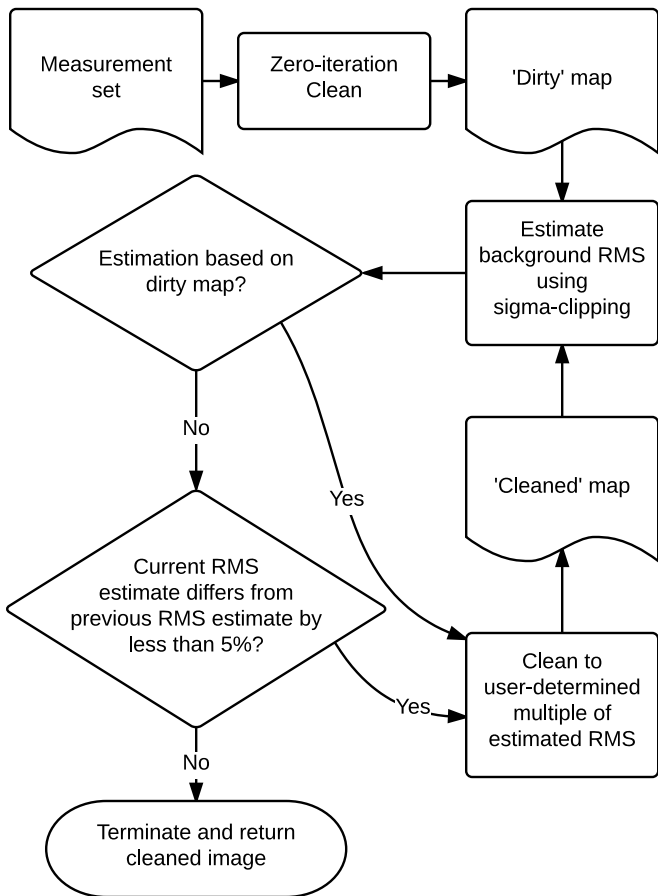 Measurement
set
Zero-iteration
Clean
'Dirty' map
Estimate
background RMS
using
sigma-clipping
Estimation based on
dirty map?
No
Yes
'Cleaned' map
Current RMS
estimate differs from
previous RMS estimate by
less than 5%?
Yes
Clean to
user-determined
multiple of
estimated RMS
No
Terminate and return
cleaned image